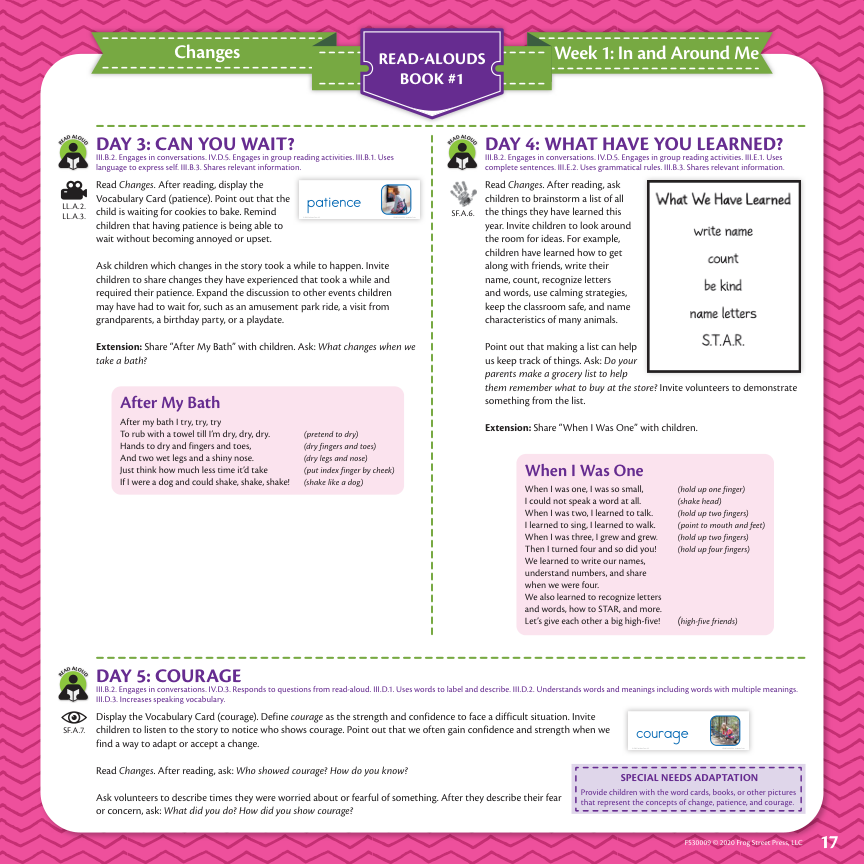 Changes
READ-ALOUDS
BOOK #1
Week 1: In and Around Me
READ ALOUD
DAY 3: CAN YOU WAIT?
III.B.2. Engages in conversations. IV.D.5. Engages in group reading activities. III.B.1. Uses
language to express self. III.B.3. Shares relevant information.
LL.A.2.
LL.A.3.
Read Changes. After reading, display the
Vocabulary Card (patience). Point out that the
child is waiting for cookies to bake. Remind
children that having patience is being able to
wait without becoming annoyed or upset.
patience
Ask children which changes in the story took a while to happen. Invite
children to share changes they have experienced that took a while and
required their patience. Expand the discussion to other events children
may have had to wait for, such as an amusement park ride, a visit from
grandparents, a birthday party, or a playdate.
Extension: Share "After My Bath" with children. Ask: What changes when we
take a bath?
After My Bath
After my bath I try, try, try
To rub with a towel till I'm dry, dry, dry. (pretend to dry)
Hands to dry and fingers and toes, (dry fingers and toes)
And two wet legs and a shiny nose. (dry legs and nose)
Just think how much less time it'd take (put index finger by cheek)
If I were a dog and could shake, shake, shake! (shake like a dog)
READ ALOUD
DAY 4: WHAT HAVE YOU LEARNED?
III.B.2. Engages in conversations. IV.D.5. Engages in group reading activities. III.E.1. Uses
complete sentences. III.E.2. Uses grammatical rules. III.B.3. Shares relevant information.
SF.A.6.
Read Changes. After reading, ask
children to brainstorm a list of all
the things they have learned this
year. Invite children to look around
the room for ideas. For example,
children have learned how to get
along with friends, write their
name, count, recognize letters
and words, use calming strategies,
keep the classroom safe, and name
characteristics of many animals.
What We Have Learned
write name
count
be kind
name letters
S.T.A.R.
Point out that making a list can help
us keep track of things. Ask: Do your
parents make a grocery list to help
them remember what to buy at the store? Invite volunteers to demonstrate
something from the list.
Extension: Share "When I Was One" with children.
When I Was One
When I was one, I was so small, (hold up one finger)
I could not speak a word at all. (shake head)
When I was two, I learned to talk. (hold up two fingers)
I learned to sing, I learned to walk. (point to mouth and feet)
When I was three, I grew and grew. (hold up two fingers)
Then I turned four and so did you! (hold up four fingers)
We learned to write our names,
understand numbers, and share
when we were four.
We also learned to recognize letters
and words, how to STAR, and more.
Let's give each other a big high-five! (high-five friends)
READ ALOUD
DAY 5: COURAGE
III.B.2. Engages in conversations. IV.D.3. Responds to questions from read-aloud. III.D.1. Uses words to label and describe. III.D.2. Understands words and meanings including words with multiple meanings.
III.D.3. Increases speaking vocabulary.
SF.A.7.
Display the Vocabulary Card (courage). Define courage as the strength and confidence to face a difficult situation. Invite
children to listen to the story to notice who shows courage. Point out that we often gain confidence and strength when we
find a way to adapt or accept a change.
courage
Read Changes. After reading, ask: Who showed courage? How do you know?
Ask volunteers to describe times they were worried about or fearful of something. After they describe their fear
or concern, ask: What did you do? How did you show courage?
SPECIAL NEEDS ADAPTATION
Provide children with the word cards, books, or other pictures
that represent the concepts of change, patience, and courage.
FS30009 © 2020 Frog Street Press, LLC
17